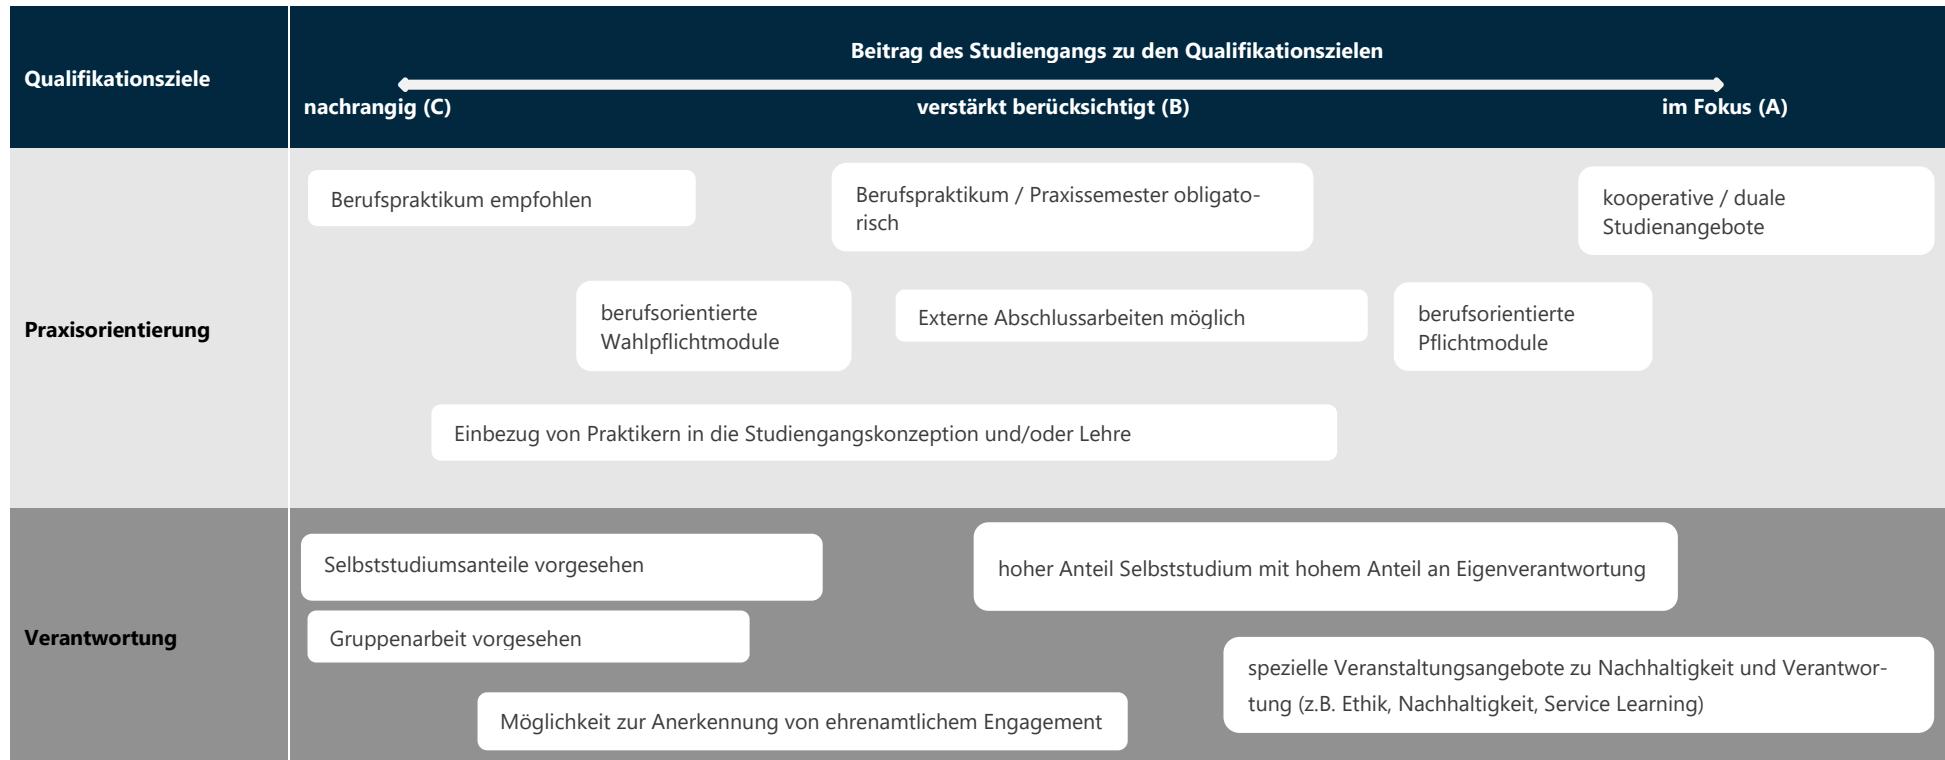 Qualifikationsziele
Beitrag des Studiengangs zu den Qualifikationszielen
nachrangig (C)
verstärkt berücksichtigt (B)
im Fokus (A)
Praxisorientierung
Berufspraktikum empfohlen
Berufspraktikum / Praxissemester obligato-
risch
kooperative / duale
Studienangebote
berufsorientierte
Wahlpflichtmodule
Externe Abschlussarbeiten möglich
berufsorientierte
Pflichtmodule
Einbezug von Praktikern in die Studiengangskonzeption und/oder Lehre
Verantwortung
Selbststudiumsanteile vorgesehen
hoher Anteil Selbststudium mit hohem Anteil an Eigenverantwortung
Gruppenarbeit vorgesehen
spezielle Veranstaltungsangebote zu Nachhaltigkeit und Verantwor-
tung (z.B. Ethik, Nachhaltigkeit, Service Learning)
Möglichkeit zur Anerkennung von ehrenamtlichem Engagement